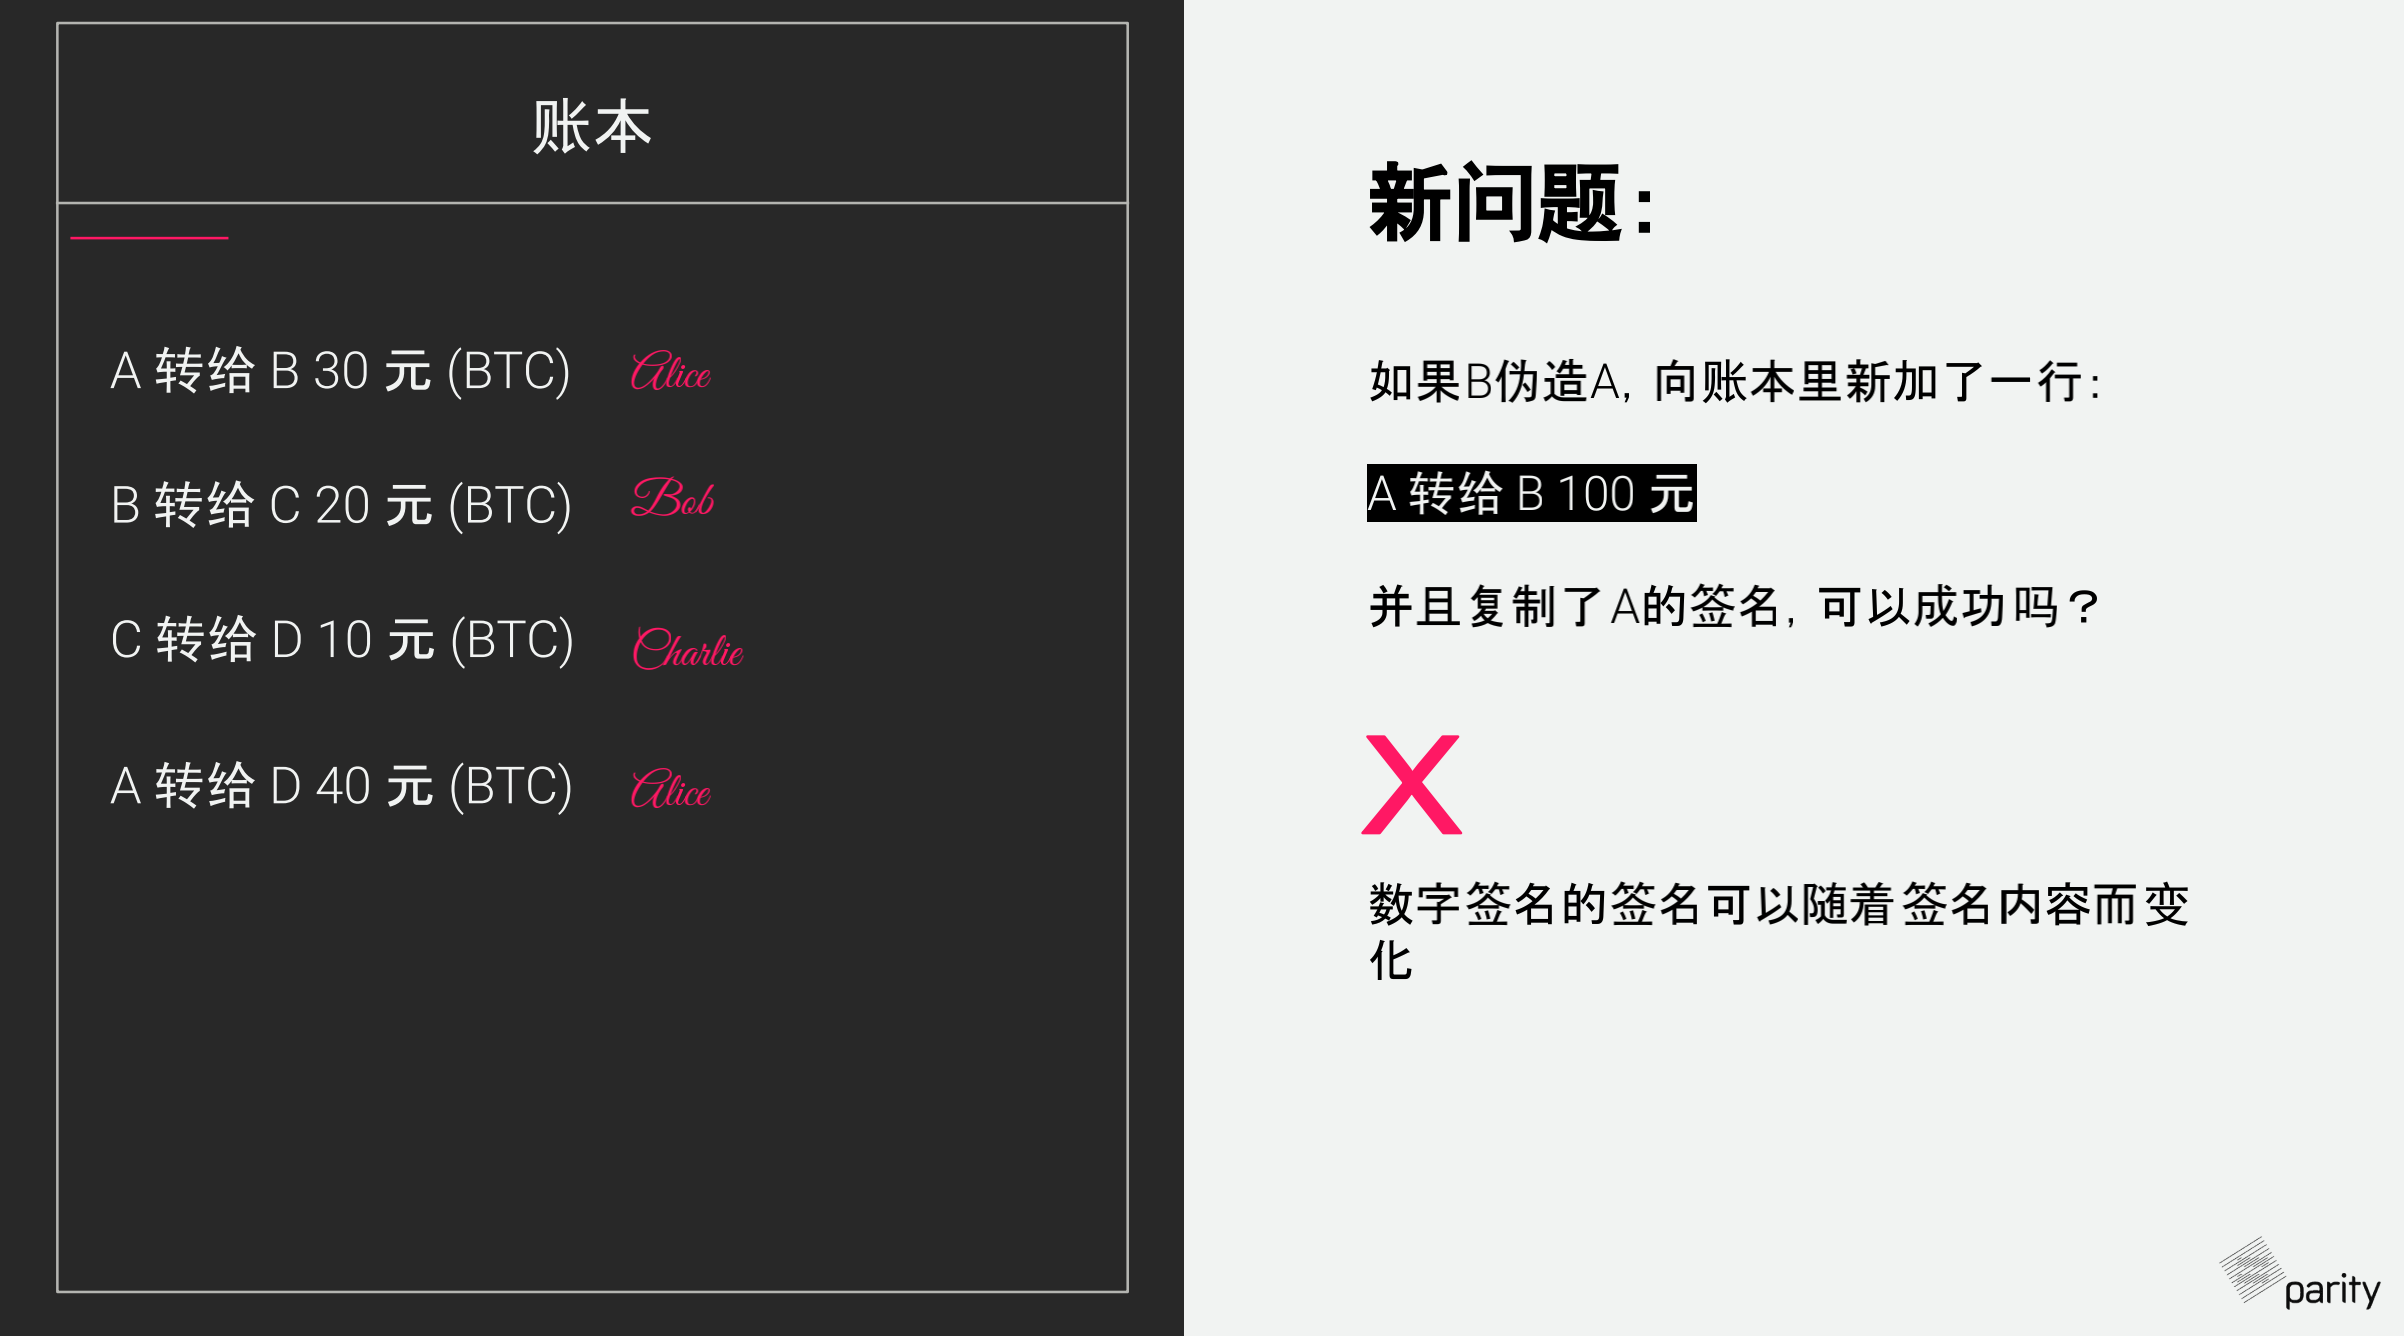 账本
A 转给 B 30 元 (BTC) Alice
B 转给 C 20 元 (BTC) Bob
C 转给 D 10 元 (BTC) Charlie
A 转给 D 40 元 (BTC) Alice
新问题：
如果B伪造A，向账本里新加了一行：
A 转给 B 100 元
并且复制了A的签名，可以成功吗？
X
数字签名的签名可以随着签名内容而变
化
parity